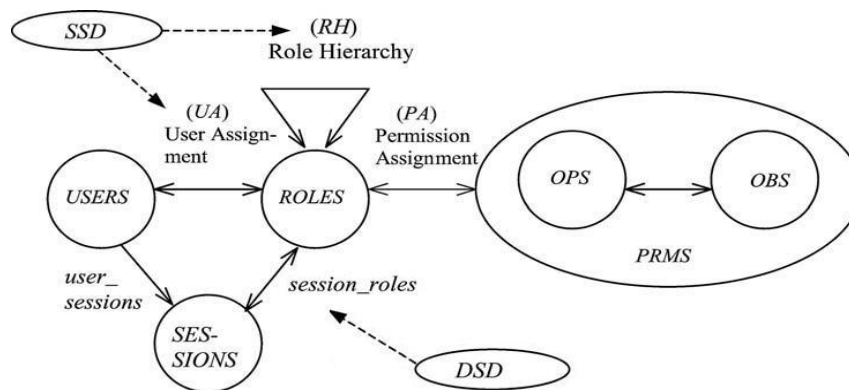 SSD
(RH)
Role Hierarchy
(UA)
User Assign-
ment
(PA)
Permission
Assignment
USERS
ROLES
OPS
OBS
PRMS
user_
sessions
session_roles
SES-
SIONS
DSD